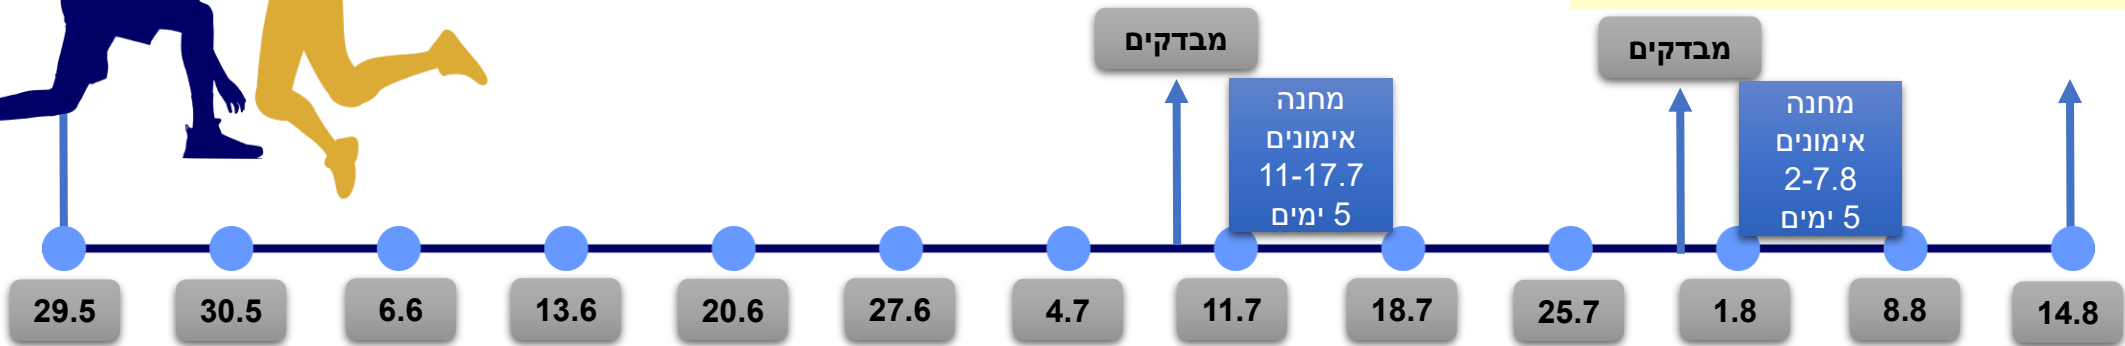 מבדקים
מבדקים
מחנה
אימונים
11-17.7
5 ימים
מחנה
אימונים
2-7.8
5 ימים
29.5
30.5
6.6
13.6
20.6
27.6
4.7
11.7
18.7
25.7
1.8
8.8
14.8